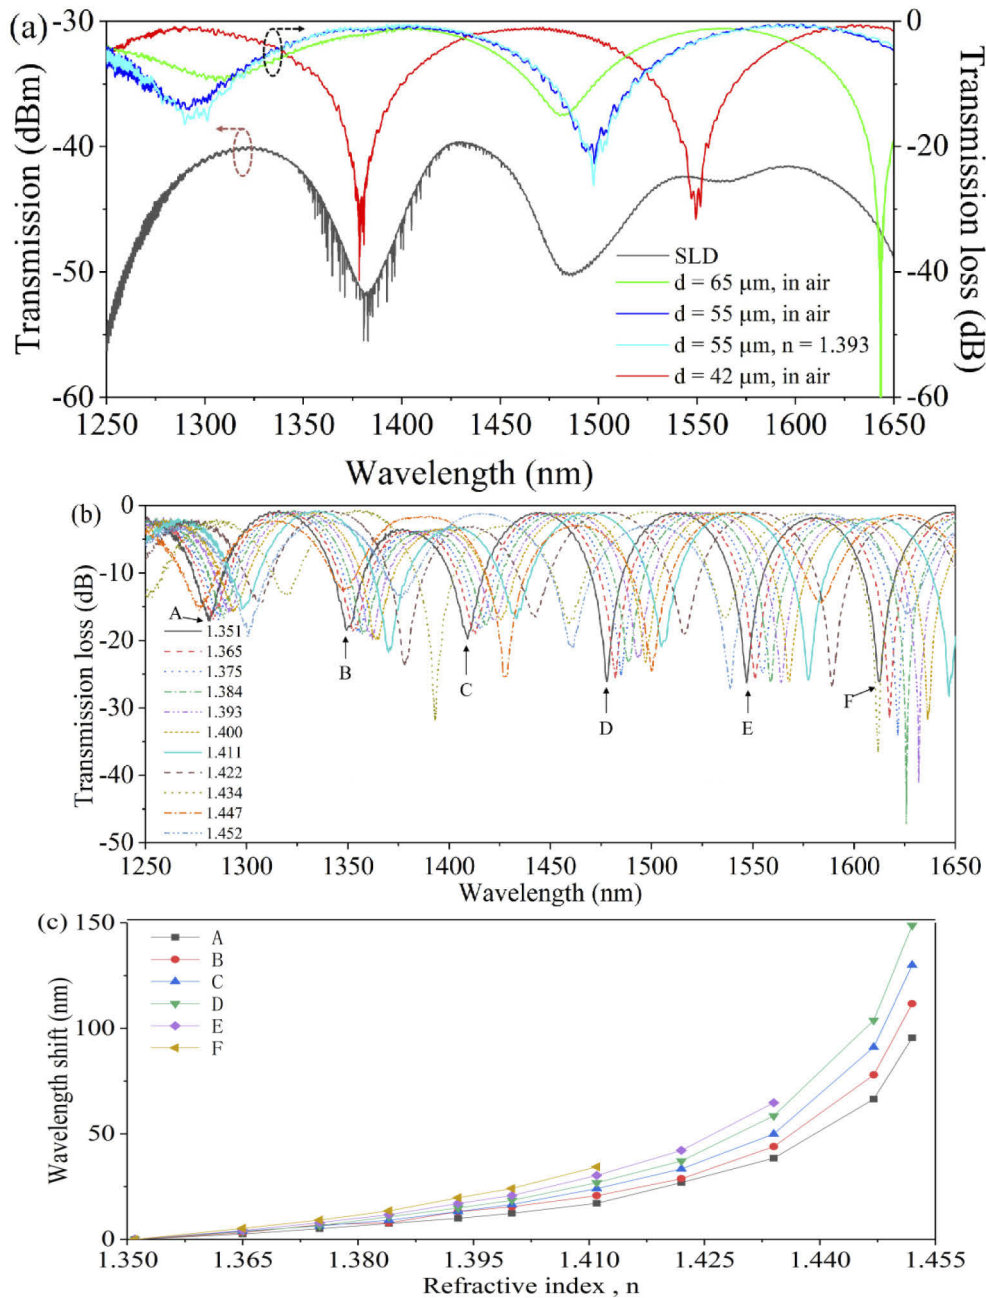 (a)
-30
-40
-50
-60
Transmission (dBm)
0
-20
-40
-60
Transmission loss (dB)
SLD
d = 65 μm, in air
d = 55 μm, in air
d = 55 μm, n = 1.393
d = 42 μm, in air
1250 1300 1350 1400 1450 1500 1550 1600 1650
Wavelength (nm)
(b)
0
-10
-20
-30
-40
-50
Transmission loss (dB)
A
B
C
D
E
F
1.351
1.365
1.375
1.384
1.393
1.400
1.411
1.422
1.434
1.447
1.452
1250 1300 1350 1400 1450 1500 1550 1600 1650
Wavelength (nm)
(c)
150
100
50
0
Wavelength shift (nm)
A
B
C
D
E
F
1.350 1.365 1.380 1.395 1.410 1.425 1.440 1.455
Refractive index , n